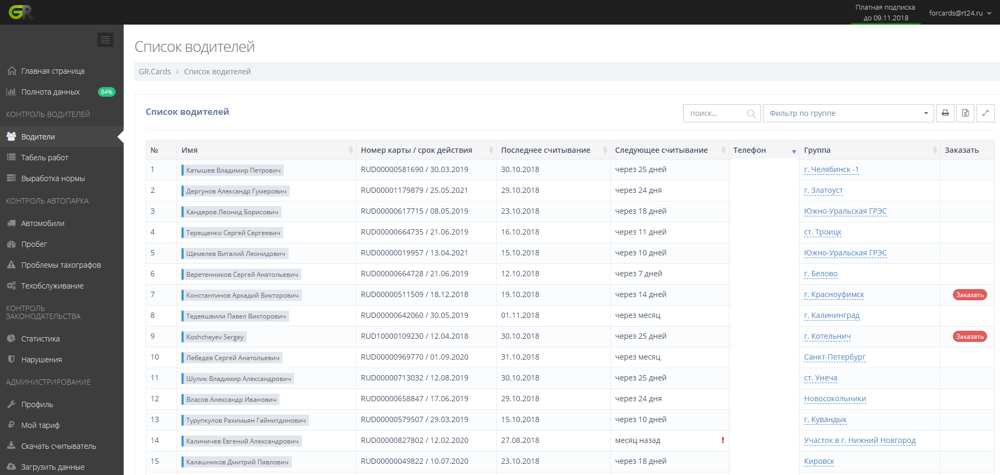 GR
Платная подписка
до 09.11.2018
forcards@rt24.ru
Главная страница
Полнота данных 84%
КОНТРОЛЬ ВОДИТЕЛЕЙ
Водители
Табель работ
Выработка нормы
КОНТРОЛЬ АВТОПАРКА
Автомобили
Пробег
Проблемы тахографов
Техобслуживание
КОНТРОЛЬ
ЗАКОНОДАТЕЛЬСТВА
Статистика
Нарушения
АДМИНИСТРИРОВАНИЕ
Профиль
Мой тариф
Скачать считыватель
Загрузить данные
Список водителей
GR.Cards > Список водителей
Список водителей
поиск... Фильтр по группе
№ Имя Номер карты / срок действия Последнее считывание Следующее считывание Телефон Группа Заказать
1 Катышев Владимир Петрович RUD00000581690 / 30.03.2019 30.10.2018 через 25 дней г. Челябинск -1
2 Дергунов Александр Гумерович RUD00001179879 / 25.05.2021 29.10.2018 через 24 дня г. Златоуст
3 Кандеров Леонид Борисович RUD00000617715 / 08.05.2019 23.10.2018 через 18 дней Южно-Уральская ГРЭС
4 Терещенко Сергей Сергеевич RUD00000664735 / 21.06.2019 16.10.2018 через 11 дней ст. Троицк
5 Щемелев Виталий Леонидович RUD00000019957 / 13.04.2021 15.10.2018 через 10 дней Южно-Уральская ГРЭС
6 Веретенников Сергей Анатольевич RUD00000664728 / 21.06.2019 12.10.2018 через 7 дней г. Белово
7 Константинов Аркадий Викторович RUD00000511509 / 18.12.2018 19.10.2018 через 14 дней г. Красноуфимск Заказать
8 Тедеяшвили Павел Викторович RUD00000642060 / 30.05.2019 01.11.2018 через месяц г. Калининград
9 Koshcheyev Sergey RUD10000109230 / 12.04.2018 30.10.2018 через 25 дней г. Котельнич Заказать
10 Лебедев Сергей Анатольевич RUD00000969770 / 01.09.2020 31.10.2018 через месяц Санкт-Петербург
11 Шулик Владимир Александрович RUD00000713032 / 12.08.2019 30.10.2018 через 25 дней ст. Унеча
12 Власов Александр Иванович RUD00000658847 / 17.06.2019 29.10.2018 через 24 дня Новосокольники
13 Турупкулов Рахимьян Гайнитдинович RUD00000579507 / 29.03.2019 15.10.2018 через 10 дней г. Кувандык
14 Калиничев Евгений Александрович RUD00000827802 / 12.02.2020 27.08.2018 месяц назад ! Участок в г. Нижний Новгород
15 Калашников Дмитрий Павлович RUD00000049822 / 10.07.2020 23.10.2018 через 18 дней Кировск